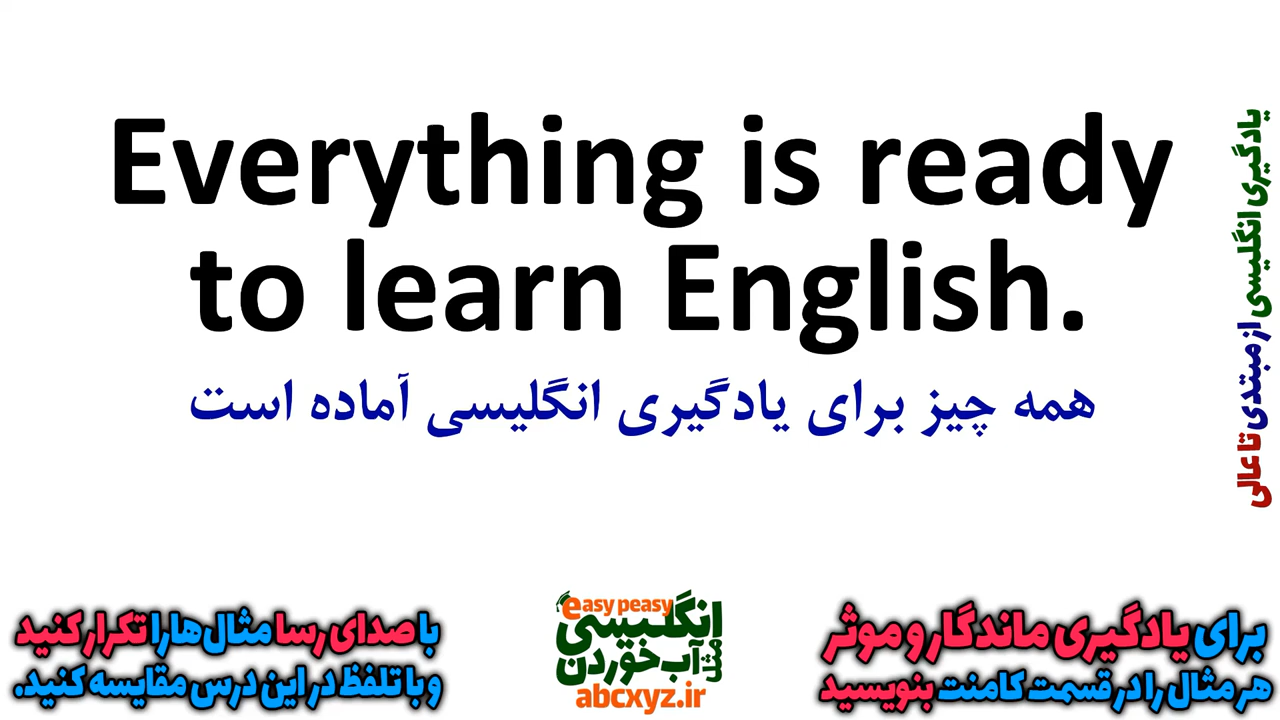 Everything is ready
to learn English.
همه چیز برای یادگیری انگلیسی آماده است
یادگیری انگلیسی از مبتدی تا عالی
برای یادگیری ماندگار و موثر
هر مثال را در قسمت کامنت بنویسید
easy peasy
انگلیسی
مثل آب خوردن
abcxyz.ir
با صدای رسا مثال‌ها را تکرار کنید
و با تلفظ در این درس مقایسه کنید.